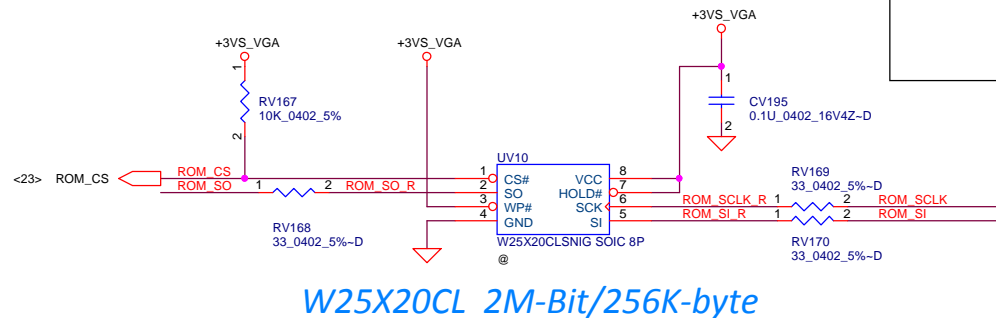 +3VS_VGA
+3VS_VGA
+3VS_VGA
1
RV167
10K_0402_5%
2
1
CV195
0.1U_0402_16V4Z~D
2
<23> ROM_CS
ROM_CS
ROM_SO
1
2
ROM_SO_R
RV168
33_0402_5%~D
UV10
1
2
3
4
CS#
SO
WP#
GND
VCC
HOLD#
SCK
SI
8
7
6
5
W25X20CLSNIG SOIC 8P
@
RV169
33_0402_5%~D
ROM_SCLK_R
1
2
ROM_SCLK
ROM_SI_R
1
2
ROM_SI
RV170
33_0402_5%~D
W25X20CL 2M-Bit/256K-byte